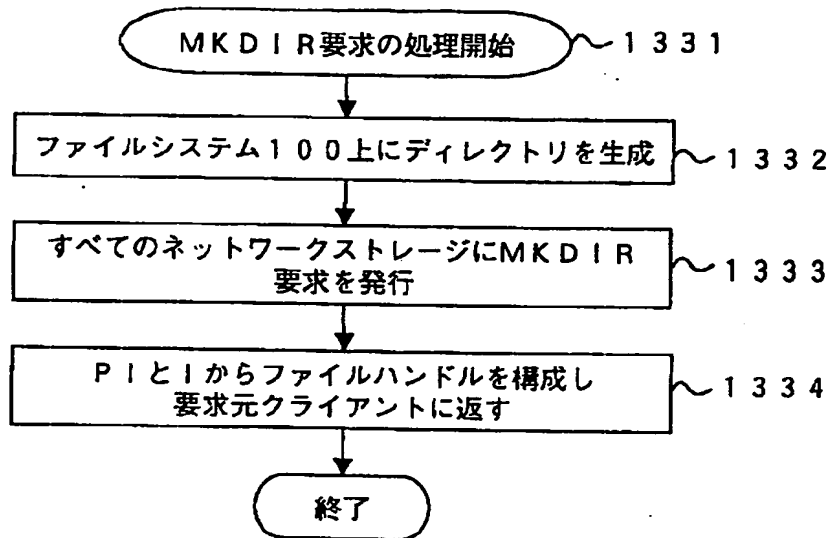 MKDIR要求の処理開始
1331
ファイルシステム100上にディレクトリを生成
1332
すべてのネットワークストレージにMKDIR
要求を発行
1333
PIとIからファイルハンドルを構成し
要求元クライアントに返す
1334
終了